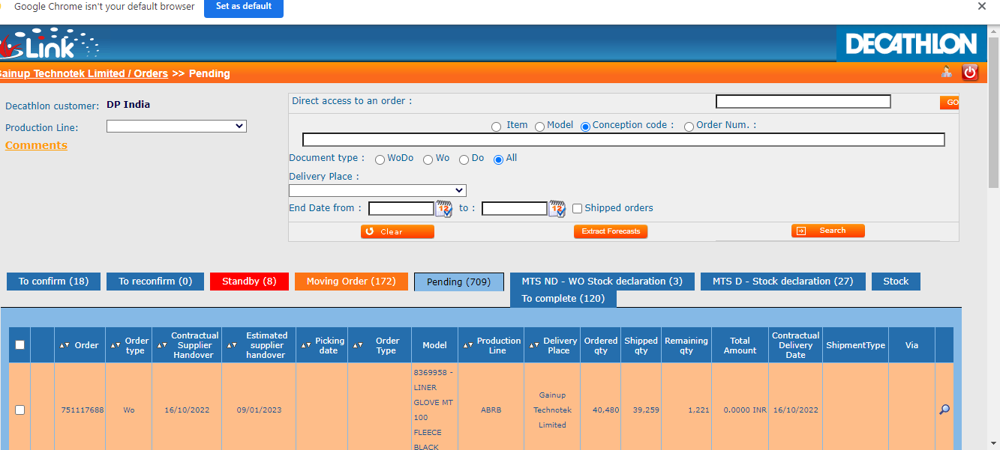 Google Chrome isn't your default browser Set as default
Link DECATHLON
Gainup Technotek Limited / Orders >> Pending
Decathlon customer: DP India
Production Line:
Comments
Direct access to an order : GO
Item Model Conception code : Order Num. :
Document type : WoDo Wo Do All
Delivery Place :
End Date from : 12 to : 12 Shipped orders
Clear Extract Forecasts Search
To confirm (18) To reconfirm (0) Standby (8) Moving Order (172) Pending (709) MTS ND - WO Stock declaration (3) MTS D - Stock declaration (27) Stock
To complete (120)
Order
Order
type
Contractual
Supplier
Handover
Estimated
supplier
handover
Picking
date
Order
Type
Model
Production
Line
Delivery
Place
Ordered
qty
Shipped
qty
Remaining
qty
Total
Amount
Contractual
Delivery
Date
ShipmentType
Via
751117688 Wo 16/10/2022 09/01/2023
8369958 -
LINER
GLOVE MT
100
FLEECE
BLACK
ABRB
Gainup
Technotek
Limited
40,480 39,259 1,221 0.0000 INR 16/10/2022